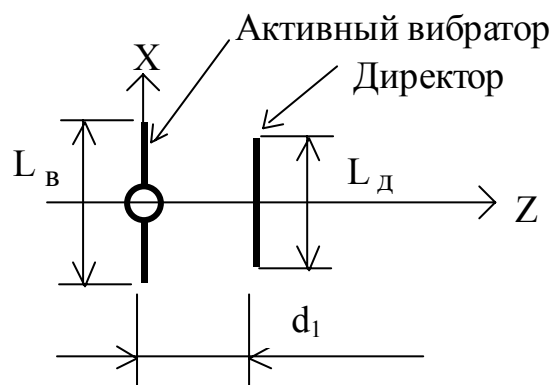 Активный вибратор
X
Директор
L в
L д
Z
d1